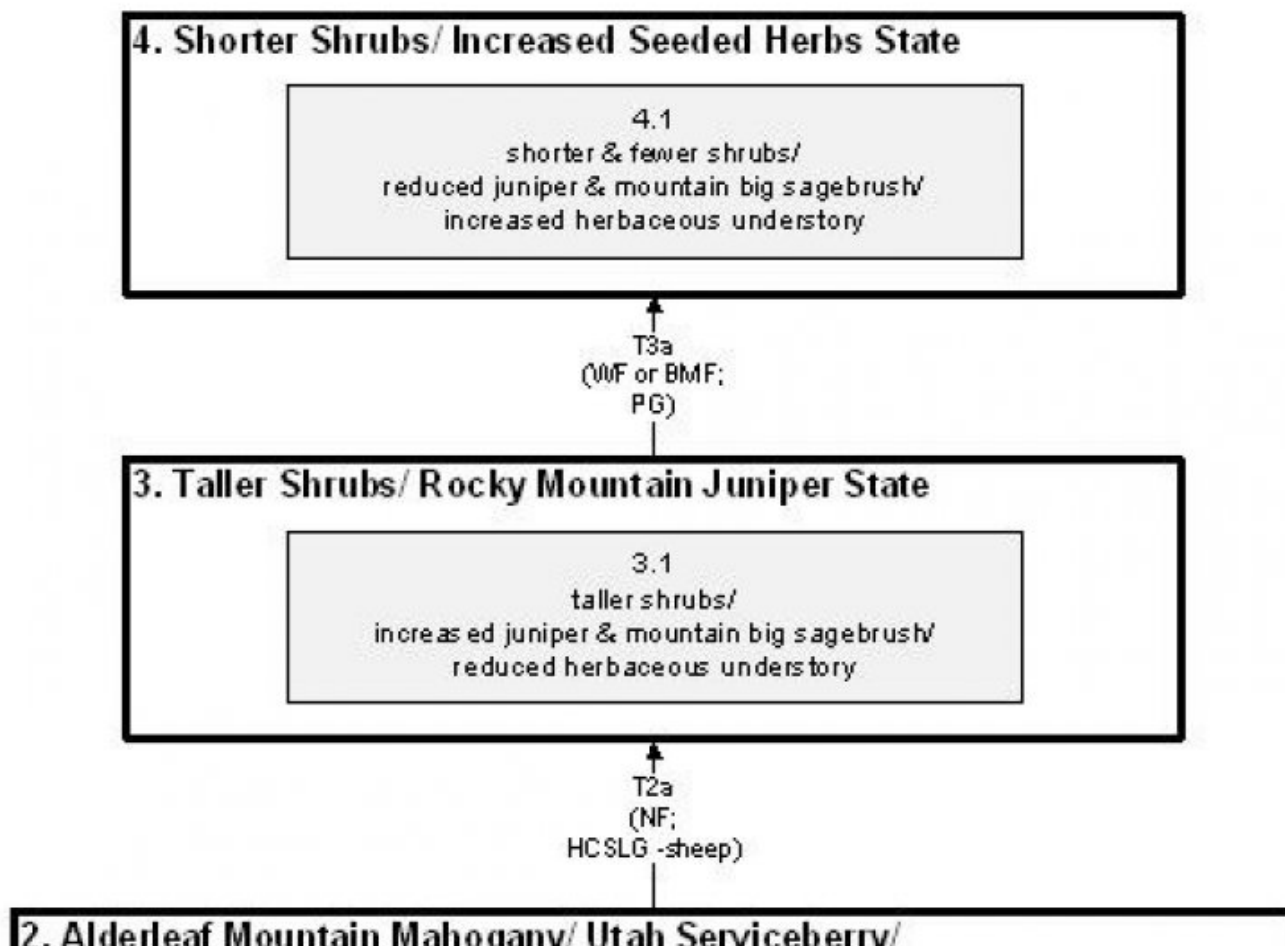 4. Shorter Shrubs/ Increased Seeded Herbs State
4.1
shorter & fewer shrubs/
reduced juniper & mountain big sagebrush/
increased herbaceous understory
T3a
(WF or BMF;
PG)
3. Taller Shrubs/ Rocky Mountain Juniper State
3.1
taller shrubs/
increased juniper & mountain big sagebrush/
reduced herbaceous understory
T2a
(NF;
HCSLG -sheep)
2. Alderleaf Mountain Mahogany/ Utah Serviceberry/